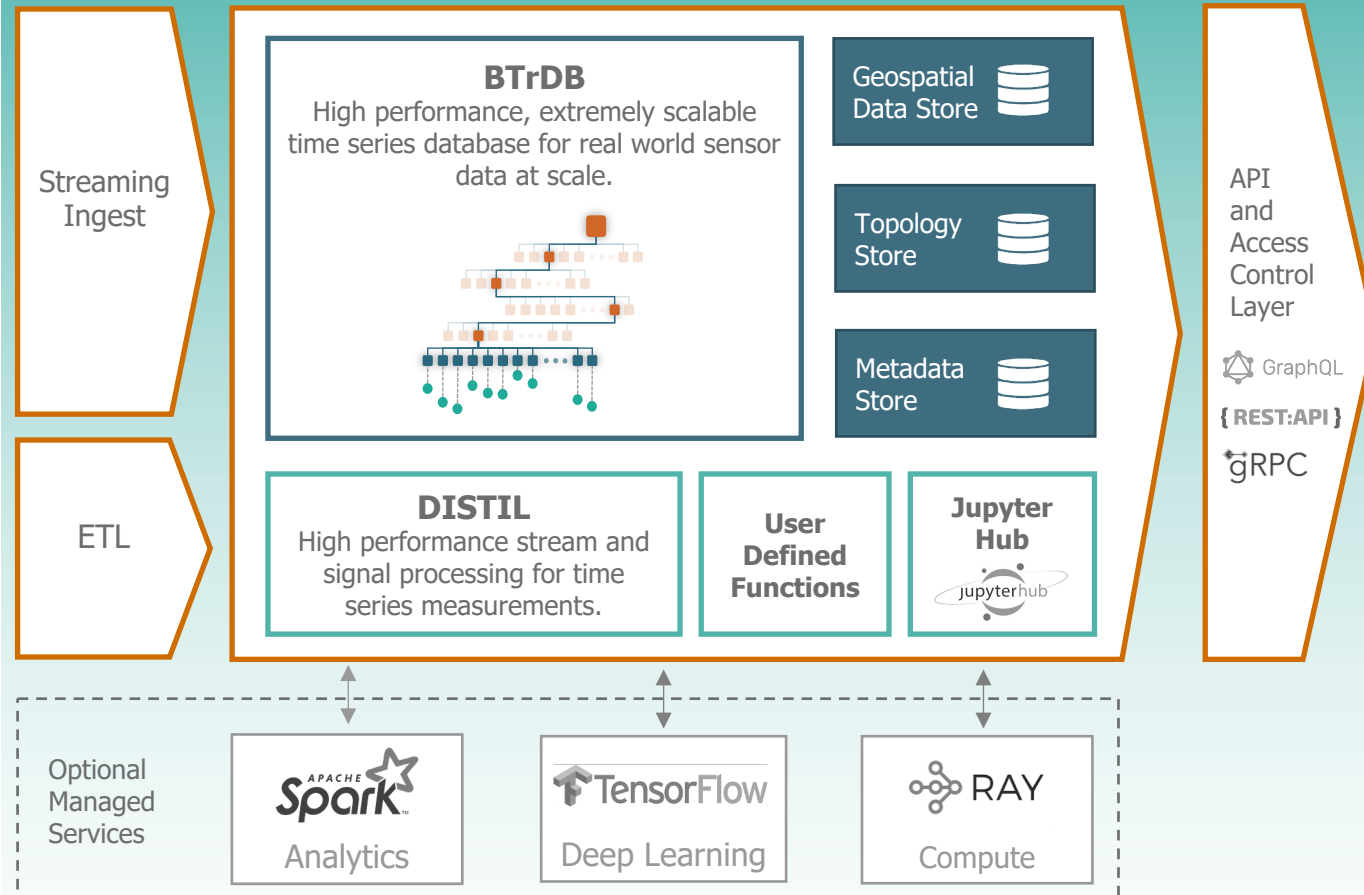 Streaming
Ingest
ETL
BTrDB
High performance, extremely scalable
time series database for real world sensor
data at scale.
Geospatial
Data Store
Topology
Store
Metadata
Store
DISTIL
High performance stream and
signal processing for time
series measurements.
User
Defined
Functions
Jupyter
Hub
jupyterhub
API
and
Access
Control
Layer
GraphQL
{ REST:API }
gRPC
Optional
Managed
Services
APACHE
Spark™
Analytics
TensorFlow
Deep Learning
RAY
Compute